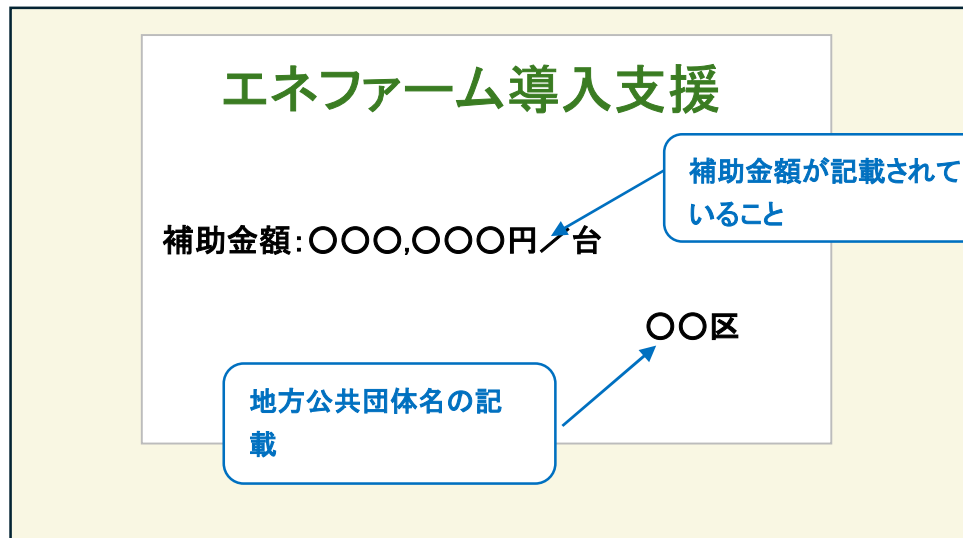 エネファーム導入支援
補助金額が記載されて
いること
補助金額:〇〇〇,〇〇〇円／台
〇〇区
地方公共団体名の記
載